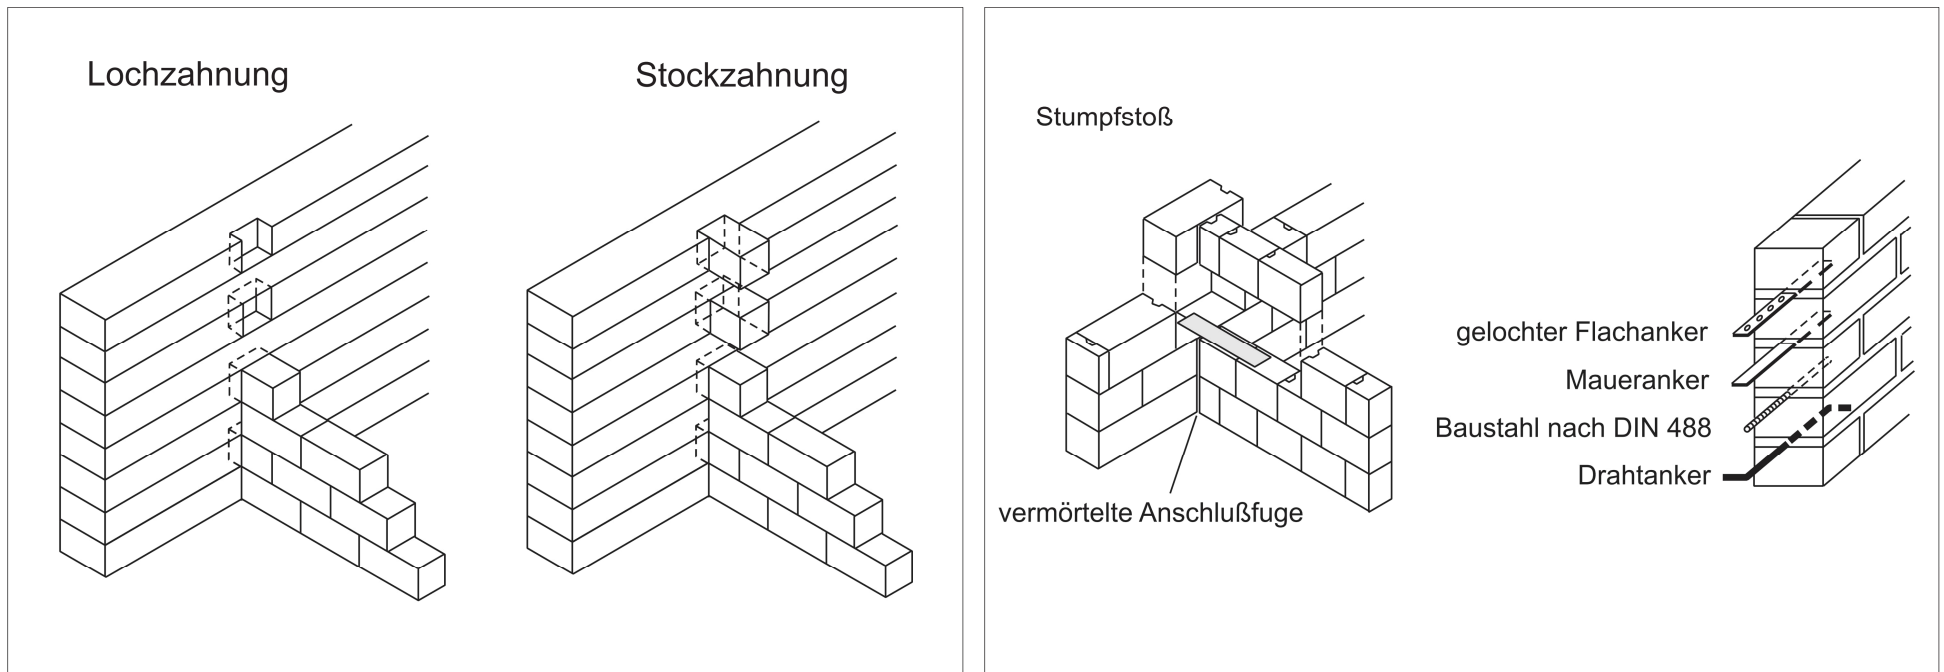 Lochzahnung
Stockzahnung
Stumpfstoß
vermörtelte Anschlußfuge
gelochter Flachanker
Maueranker
Baustahl nach DIN 488
Drahtanker